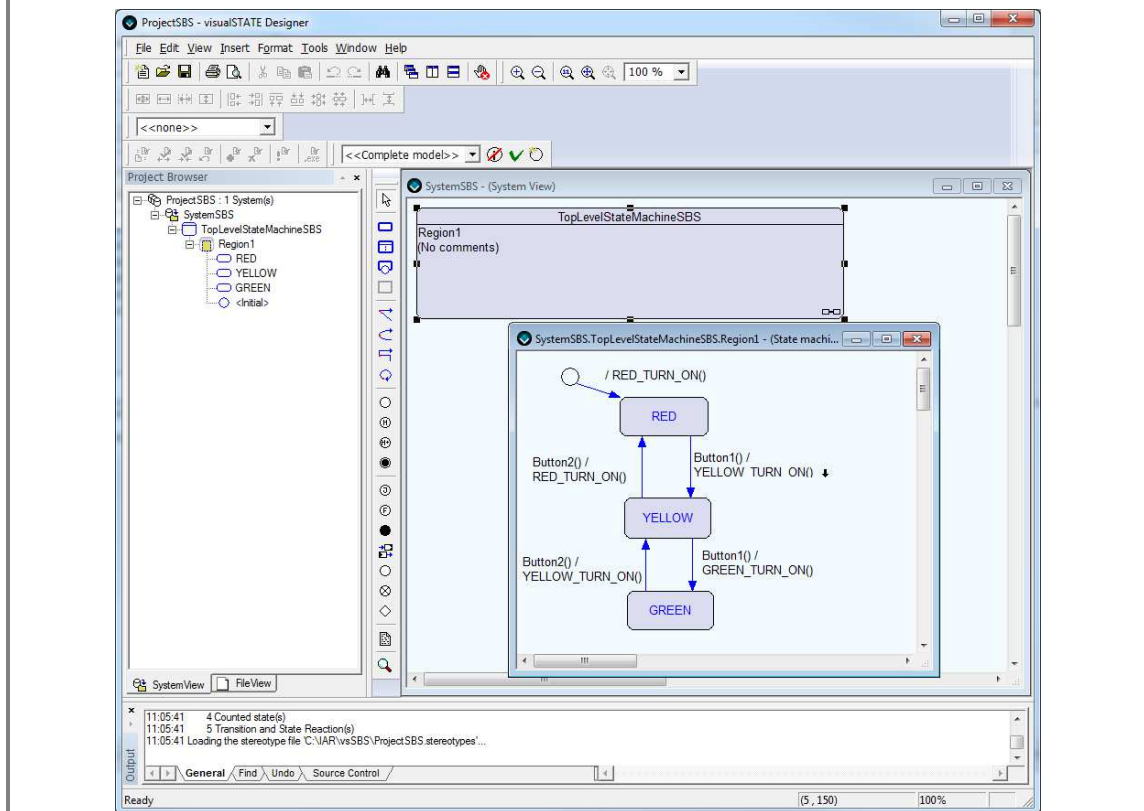 ProjectSBS - visualSTATE Designer
File Edit View Insert Format Tools Window Help
100 %
<<none>>
<<Complete model>>
Project Browser
ProjectSBS : 1 System(s)
SystemSBS
TopLevelStateMachineSBS
Region1
RED
YELLOW
GREEN
<Initial>
SystemView FileView
SystemSBS - (System View)
TopLevelStateMachineSBS
Region1
(No comments)
SystemSBS.TopLevelStateMachineSBS.Region1 - (State machi...
/ RED_TURN_ON()
RED
Button2() /
RED_TURN_ON()
Button1() /
YELLOW_TURN_ON()
YELLOW
Button2() /
YELLOW_TURN_ON()
Button1() /
GREEN_TURN_ON()
GREEN
Output
11:05:41 4 Counted state(s)
11:05:41 5 Transition and State Reaction(s)
11:05:41 Loading the stereotype file 'C:\IAR\vsSBS\ProjectSBS.stereotypes'...
General Find Undo Source Control
Ready (5 , 150) 100%